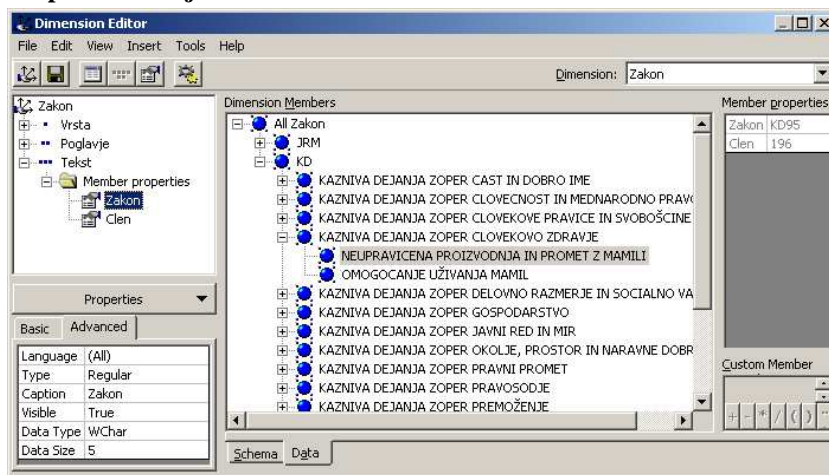 Dimension Editor
File Edit View Insert Tools Help
Dimension: Zakon
Zakon
Vrsta
Poglavje
Tekst
Member properties
Zakon
Clen
Properties
Basic Advanced
Language (All)
Type Regular
Caption Zakon
Visible True
Data Type WChar
Data Size 5
Dimension Members
All Zakon
JRM
KD
KAZNIVA DEJANJA ZOPER CAST IN DOBRO IME
KAZNIVA DEJANJA ZOPER CLOVECNOST IN MEDNARODNO PRAV
KAZNIVA DEJANJA ZOPER CLOVEKOVE PRAVICE IN SVOBOŠCINE
KAZNIVA DEJANJA ZOPER CLOVEKOVO ZDRAVJE
NEUPRAVICENA PROIZVODNJA IN PROMET Z MAMILI
OMOGOCANJE UŽIVANJA MAMIL
KAZNIVA DEJANJA ZOPER DELOVNO RAZMERJE IN SOCIALNO VA
KAZNIVA DEJANJA ZOPER GOSPODARSTVO
KAZNIVA DEJANJA ZOPER JAVNI RED IN MIR
KAZNIVA DEJANJA ZOPER OKOLJE, PROSTOR IN NARAVNE DOBR
KAZNIVA DEJANJA ZOPER PRAVNI PROMET
KAZNIVA DEJANJA ZOPER PRAVOSODJE
KAZNIVA DEJANJA ZOPER PREMOŽENJE
Schema Data
Member properties
Zakon KD95
Clen 196
Custom Member
+ - * / ( )